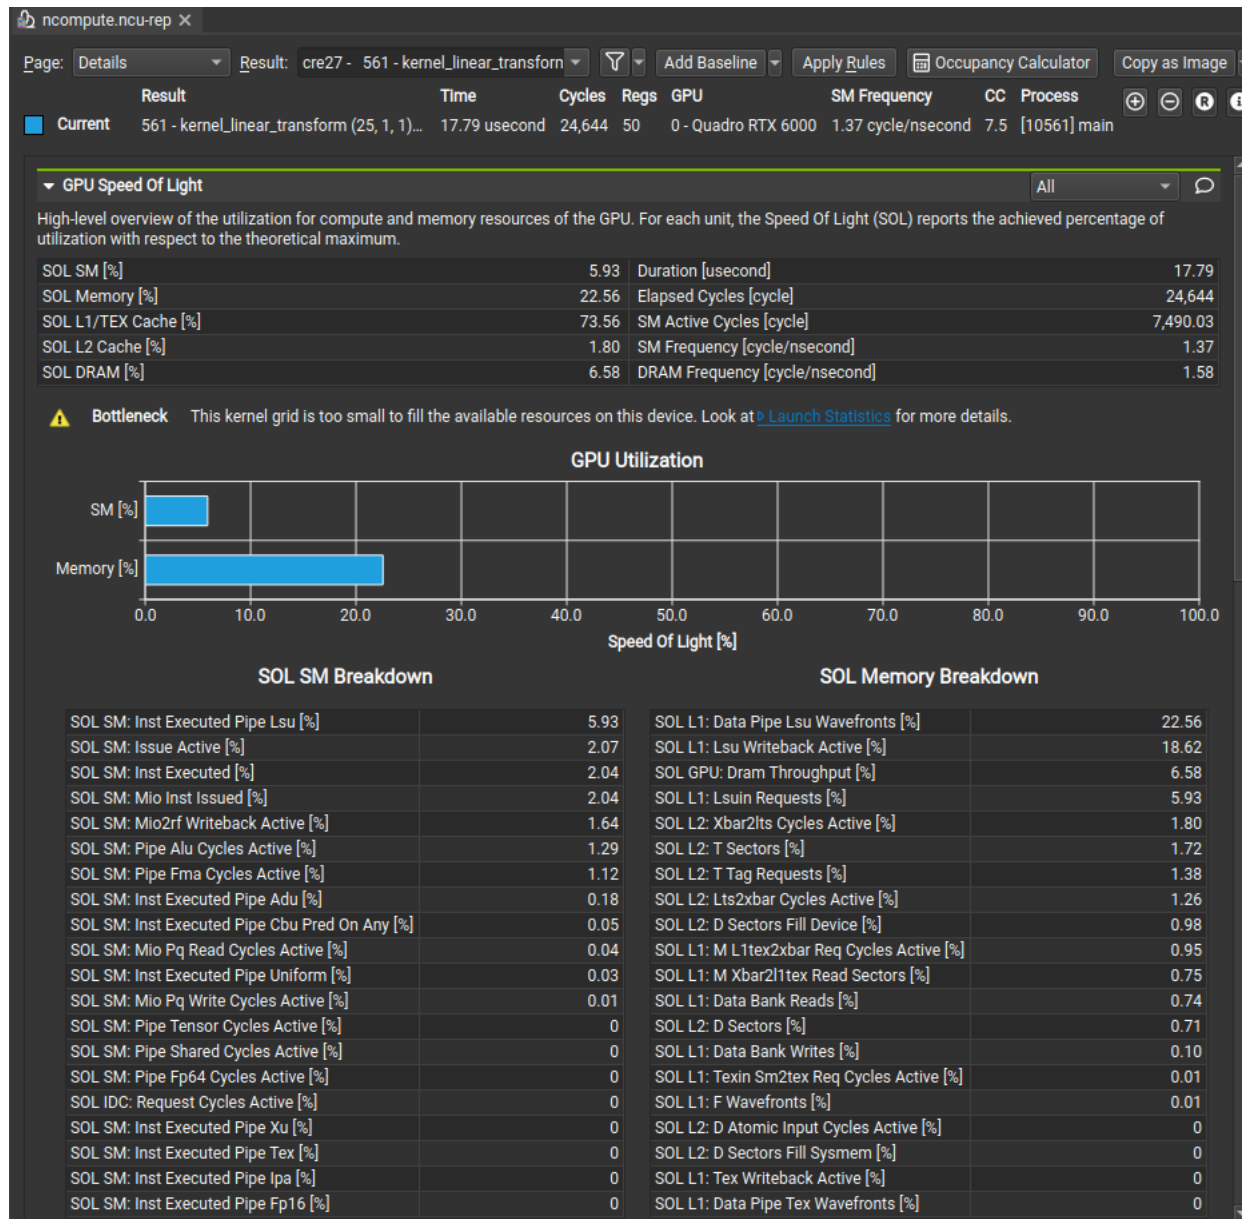 ncompute.ncu-rep ×
Page: Details Result: cre27 - 561 - kernel_linear_transforn Add Baseline Apply Rules Occupancy Calculator Copy as Image
Result Time Cycles Regs GPU SM Frequency CC Process
Current 561 - kernel_linear_transform (25, 1, 1)... 17.79 usecond 24,644 50 0 - Quadro RTX 6000 1.37 cycle/nsecond 7.5 [10561] main
GPU Speed Of Light All
High-level overview of the utilization for compute and memory resources of the GPU. For each unit, the Speed Of Light (SOL) reports the achieved percentage of
utilization with respect to the theoretical maximum.
SOL SM [%] 5.93 Duration [usecond] 17.79
SOL Memory [%] 22.56 Elapsed Cycles [cycle] 24,644
SOL L1/TEX Cache [%] 73.56 SM Active Cycles [cycle] 7,490.03
SOL L2 Cache [%] 1.80 SM Frequency [cycle/nsecond] 1.37
SOL DRAM [%] 6.58 DRAM Frequency [cycle/nsecond] 1.58
Bottleneck This kernel grid is too small to fill the available resources on this device. Look at Launch Statistics for more details.
GPU Utilization
SM [%]
Memory [%]
0.0 10.0 20.0 30.0 40.0 50.0 60.0 70.0 80.0 90.0 100.0
Speed Of Light [%]
SOL SM Breakdown SOL Memory Breakdown
SOL SM: Inst Executed Pipe Lsu [%] 5.93 SOL L1: Data Pipe Lsu Wavefronts [%] 22.56
SOL SM: Issue Active [%] 2.07 SOL L1: Lsu Writeback Active [%] 18.62
SOL SM: Inst Executed [%] 2.04 SOL GPU: Dram Throughput [%] 6.58
SOL SM: Mio Inst Issued [%] 2.04 SOL L1: Lsuin Requests [%] 5.93
SOL SM: Mio2rf Writeback Active [%] 1.64 SOL L2: Xbar2lts Cycles Active [%] 1.80
SOL SM: Pipe Alu Cycles Active [%] 1.29 SOL L2: T Sectors [%] 1.72
SOL SM: Pipe Fma Cycles Active [%] 1.12 SOL L2: T Tag Requests [%] 1.38
SOL SM: Inst Executed Pipe Adu [%] 0.18 SOL L2: Lts2xbar Cycles Active [%] 1.26
SOL SM: Inst Executed Pipe Cbu Pred On Any [%] 0.05 SOL L2: D Sectors Fill Device [%] 0.98
SOL SM: Mio Pq Read Cycles Active [%] 0.04 SOL L1: M L1tex2xbar Req Cycles Active [%] 0.95
SOL SM: Inst Executed Pipe Uniform [%] 0.03 SOL L1: M Xbar2l1tex Read Sectors [%] 0.75
SOL SM: Mio Pq Write Cycles Active [%] 0.01 SOL L1: Data Bank Reads [%] 0.74
SOL SM: Pipe Tensor Cycles Active [%] 0 SOL L2: D Sectors [%] 0.71
SOL SM: Pipe Shared Cycles Active [%] 0 SOL L1: Data Bank Writes [%] 0.10
SOL SM: Pipe Fp64 Cycles Active [%] 0 SOL L1: Texin Sm2tex Req Cycles Active [%] 0.01
SOL IDC: Request Cycles Active [%] 0 SOL L1: F Wavefronts [%] 0.01
SOL SM: Inst Executed Pipe Xu [%] 0 SOL L2: D Atomic Input Cycles Active [%] 0
SOL SM: Inst Executed Pipe Tex [%] 0 SOL L2: D Sectors Fill Sysmem [%] 0
SOL SM: Inst Executed Pipe Ipa [%] 0 SOL L1: Tex Writeback Active [%] 0
SOL SM: Inst Executed Pipe Fp16 [%] 0 SOL L1: Data Pipe Tex Wavefronts [%] 0